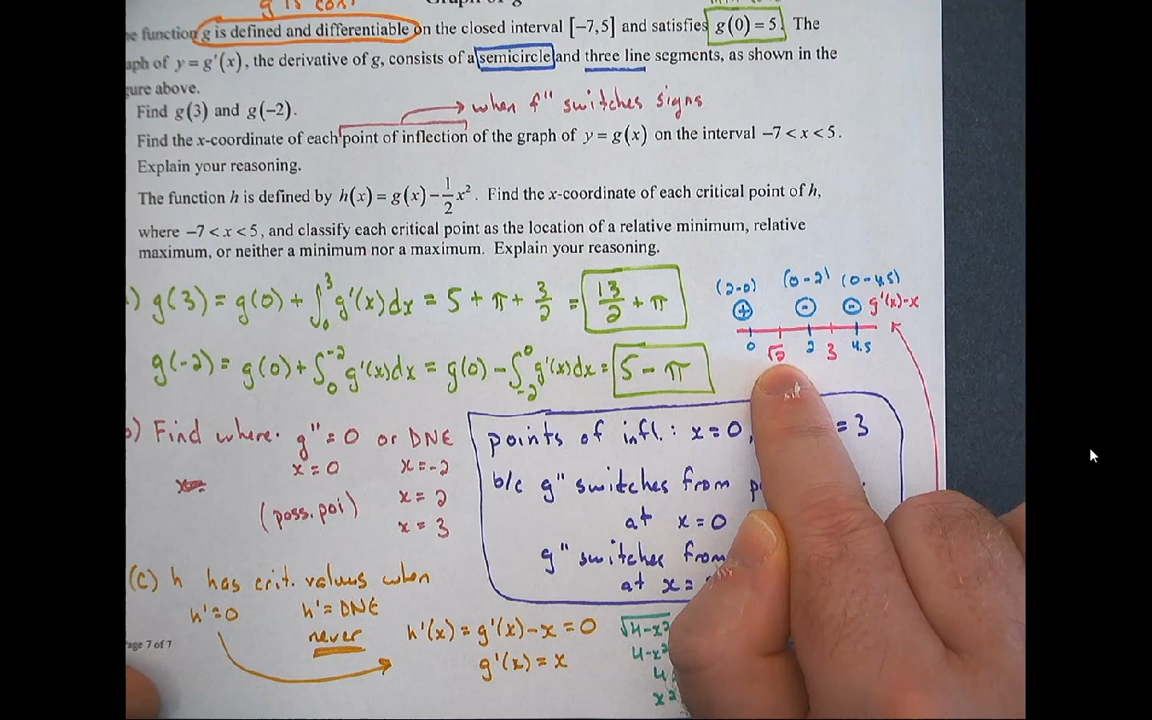 g is con
Graph of g'
he function g is defined and differentiable on the closed interval [−7,5] and satisfies g(0) = 5. The
aph of y = g′(x), the derivative of g, consists of a semicircle and three line segments, as shown in the
gure above.
Find g(3) and g(−2).
when f" switches signs
Find the x-coordinate of each point of inflection of the graph of y = g(x) on the interval −7 < x < 5.
Explain your reasoning.
The function h is defined by h(x) = g(x) − 1/2 x². Find the x-coordinate of each critical point of h,
where −7 < x < 5, and classify each critical point as the location of a relative minimum, relative
maximum, or neither a minimum nor a maximum. Explain your reasoning.
.) g(3) = g(0) + ∫₀³ g'(x)dx = 5 + π + 3/2 = 13/2 + π
(2-0) (0-2) (0-4.5)
+ - - g'(x)-x
0 √2 2 3 4.5
g(-2) = g(0) + ∫₀⁻² g'(x)dx = g(0) - ∫₋₂⁰ g'(x)dx = 5 - π
b) Find where g" = 0 or DNE
x=0 x=-2
x=2
(poss. poi)
x=3
points of infl.: x=0, =3
b/c g" switches from p
at x=0
g" switches from
at x=
(c) h has crit. values when
h'=0 h'=DNE
never
h'(x) = g'(x)-x = 0
g'(x) = x
√4-x²
4-x²
4
x²
age 7 of 7